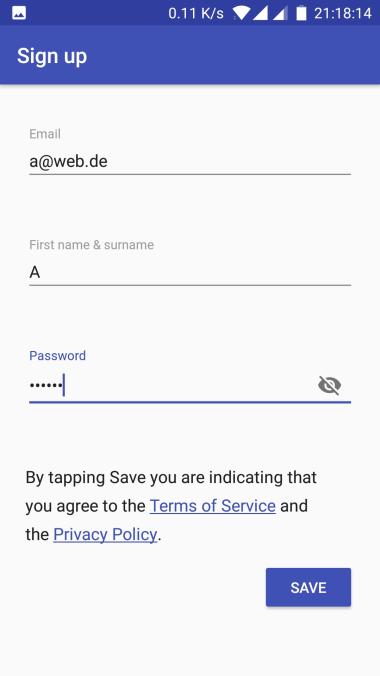 0.11 K/s 21:18:14
Sign up
Email
a@web.de
First name & surname
A
Password
••••••
By tapping Save you are indicating that
you agree to the Terms of Service and
the Privacy Policy.
SAVE